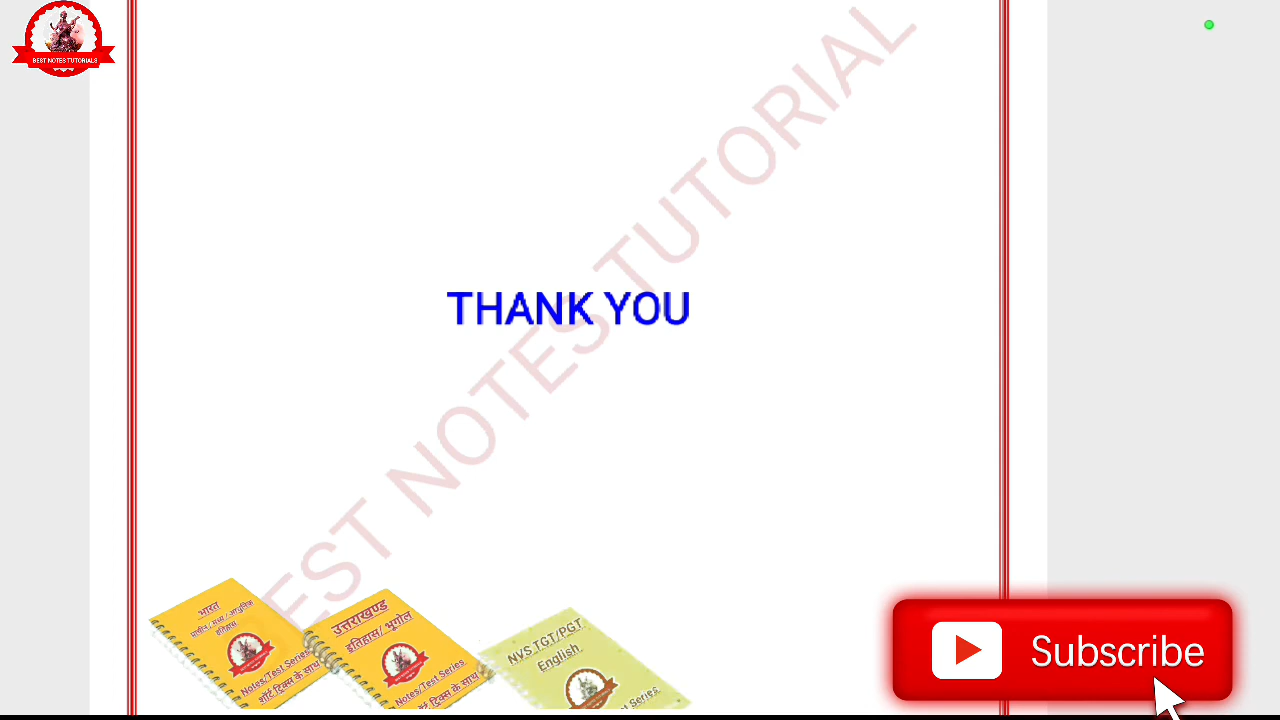 BEST NOTES TUTORIALS
BEST NOTES TUTORIAL
THANK YOU
भारत
प्राचीन / मध्य / आधुनिक
इतिहास
Notes/Test Series
शॉर्ट ट्रिक्स के साथ
उत्तराखण्ड
इतिहास/ भूगोल
Notes/Test Series
शॉर्ट ट्रिक्स के साथ
NVS TGT/PGT
English
Series
Subscribe